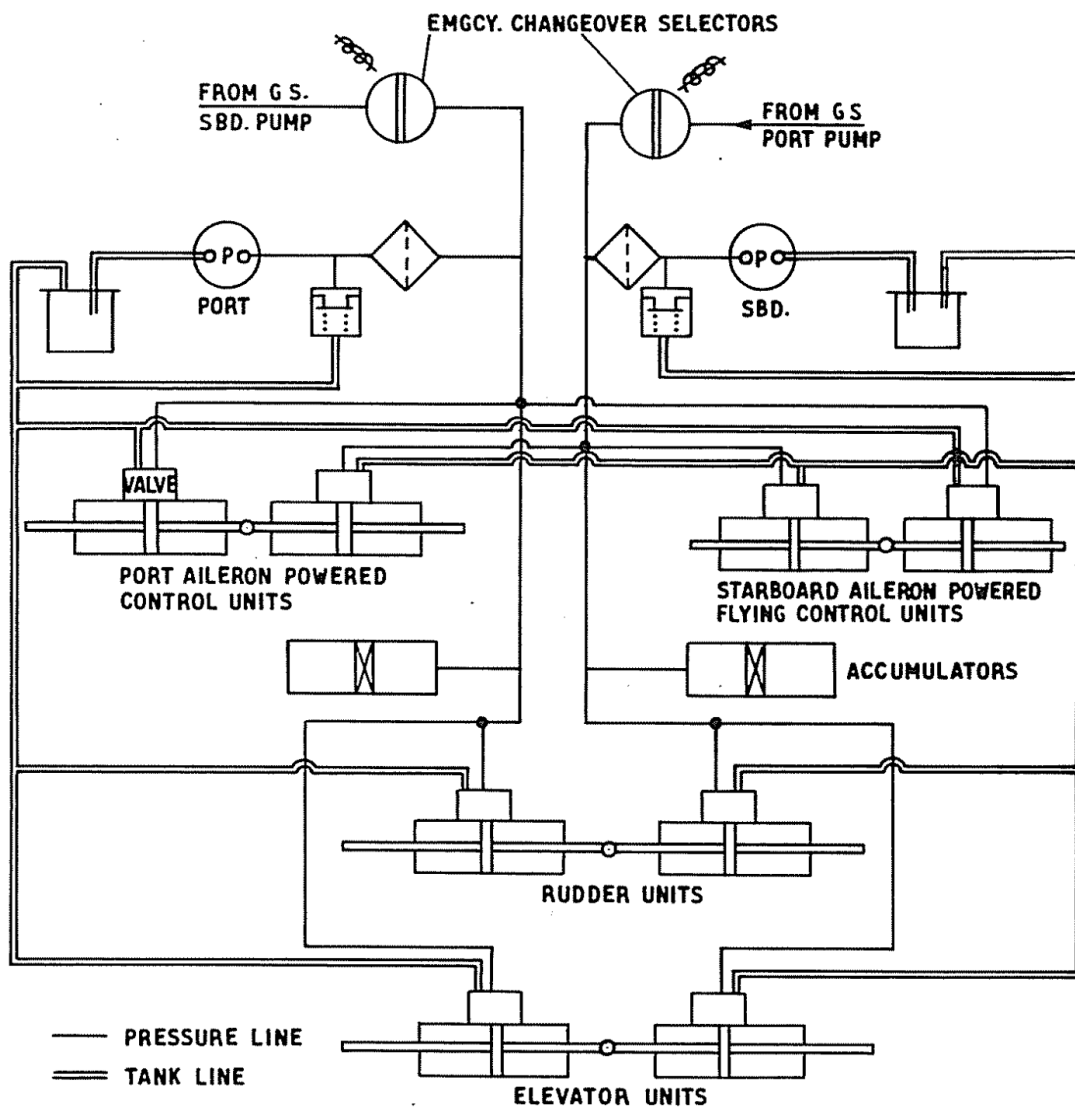 EMGCY. CHANGEOVER SELECTORS
FROM G S.
SBD. PUMP
FROM GS
PORT PUMP
P
PORT
P
SBD.
VALVE
PORT AILERON POWERED
CONTROL UNITS
STARBOARD AILERON POWERED
FLYING CONTROL UNITS
ACCUMULATORS
RUDDER UNITS
PRESSURE LINE
TANK LINE
ELEVATOR UNITS